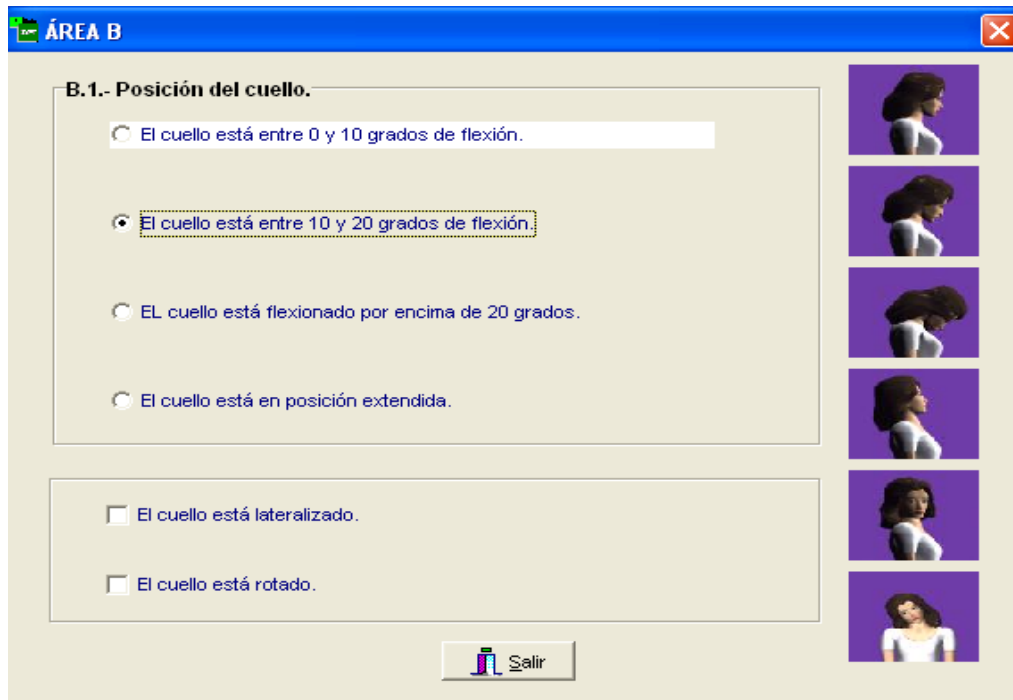 ÁREA B
B.1.- Posición del cuello.
El cuello está entre 0 y 10 grados de flexión.
El cuello está entre 10 y 20 grados de flexión.
EL cuello está flexionado por encima de 20 grados.
El cuello está en posición extendida.
El cuello está lateralizado.
El cuello está rotado.
Salir